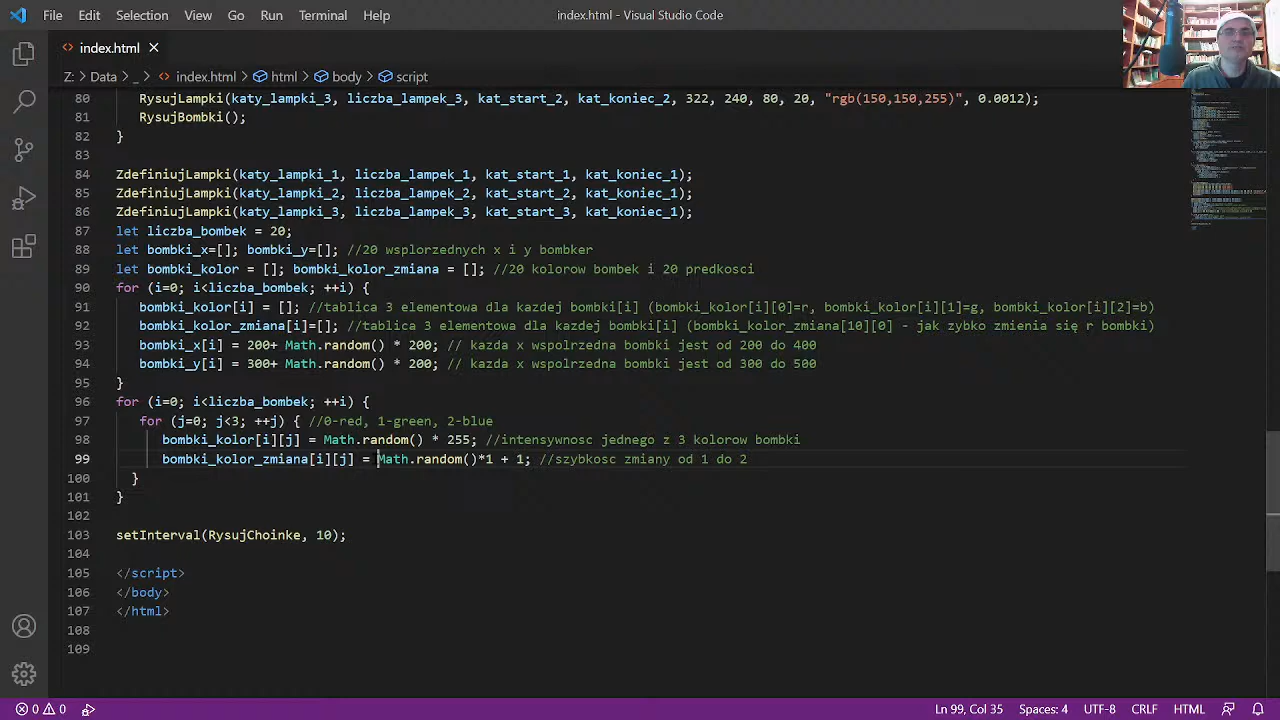 File Edit Selection View Go Run Terminal Help index.html - Visual Studio Code
index.html
Z: > Data > _ > index.html > html > body > script
80 RysujLampki(katy_lampki_3, liczba_lampek_3, kat_start_2, kat_koniec_2, 322, 240, 80, 20, "rgb(150,150,255)", 0.0012);
81 RysujBombki();
82 }
83
84 ZdefiniujLampki(katy_lampki_1, liczba_lampek_1, kat_start_1, kat_koniec_1);
85 ZdefiniujLampki(katy_lampki_2, liczba_lampek_2, kat_start_2, kat_koniec_1);
86 ZdefiniujLampki(katy_lampki_3, liczba_lampek_3, kat_start_3, kat_koniec_1);
87 let liczba_bombek = 20;
88 let bombki_x=[]; bombki_y=[]; //20 wsplorzednych x i y bombker
89 let bombki_kolor = []; bombki_kolor_zmiana = []; //20 kolorow bombek i 20 predkosci
90 for (i=0; i<liczba_bombek; ++i) {
91 bombki_kolor[i] = []; //tablica 3 elementowa dla kazdej bombki[i] (bombki_kolor[i][0]=r, bombki_kolor[i][1]=g, bombki_kolor[i][2]=b)
92 bombki_kolor_zmiana[i]=[]; //tablica 3 elementowa dla kazdej bombki[i] (bombki_kolor_zmiana[10][0] - jak zybko zmienia się r bombki)
93 bombki_x[i] = 200+ Math.random() * 200; // kazda x wspolrzedna bombki jest od 200 do 400
94 bombki_y[i] = 300+ Math.random() * 200; // kazda x wspolrzedna bombki jest od 300 do 500
95 }
96 for (i=0; i<liczba_bombek; ++i) {
97 for (j=0; j<3; ++j) { //0-red, 1-green, 2-blue
98 bombki_kolor[i][j] = Math.random() * 255; //intensywnosc jednego z 3 kolorow bombki
99 bombki_kolor_zmiana[i][j] = Math.random()*1 + 1; //szybkosc zmiany od 1 do 2
100 }
101 }
102
103 setInterval(RysujChoinke, 10);
104
105 </script>
106 </body>
107 </html>
108
109
0 0 Ln 99, Col 35 Spaces: 4 UTF-8 CRLF HTML